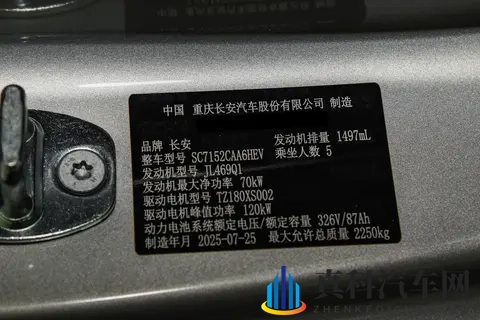 中国 重庆长安汽车股份有限公司 制造
品牌 长安 发动机排量 1497mL
整车型号 SC7152CAA6HEV 乘坐人数 5
发动机型号 JL469Q1
发动机最大净功率 70kW
驱动电机型号 TZ180XS002
驱动电机峰值功率 120kW
动力电池系统额定电压/额定容量 326V/87Ah
制造年月 2025-07-25 最大允许总质量 2250kg
真科汽车网